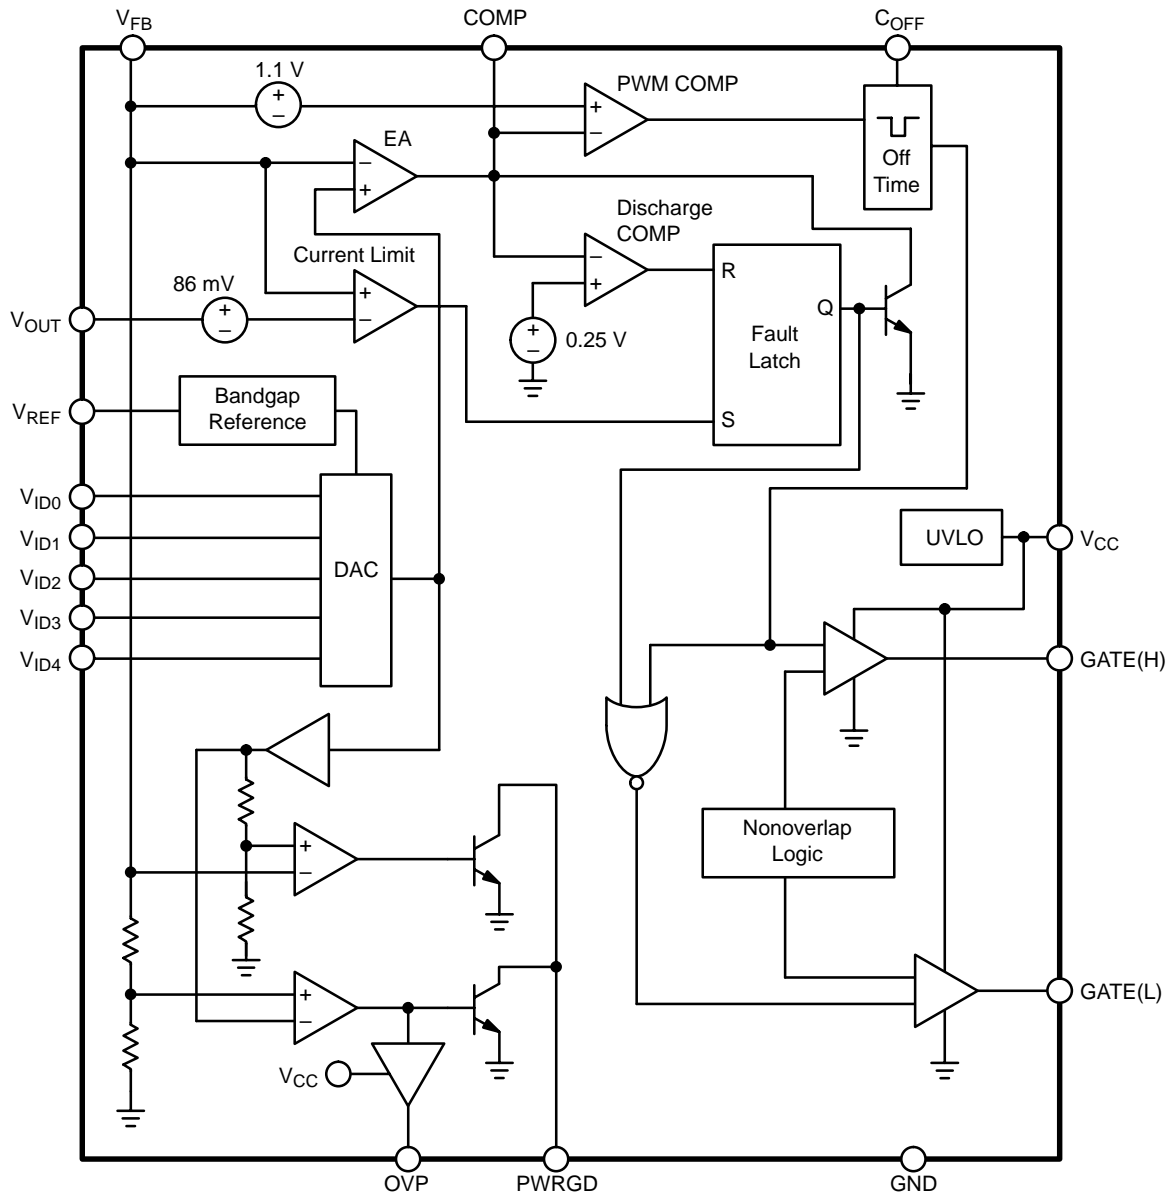 VFB
COMP
COFF
1.1 V
+
−
PWM COMP
+
−
EA
−
+
Off
Time
Discharge
COMP
−
+
Current Limit
+
−
86 mV
+
−
VOUT
R
Q
Fault
Latch
S
+
−
0.25 V
Bandgap
Reference
VREF
VID0
VID1
VID2
VID3
VID4
DAC
UVLO
VCC
GATE(H)
Nonoverlap
Logic
+
−
GATE(L)
+
−
VCC
OVP
PWRGD
GND